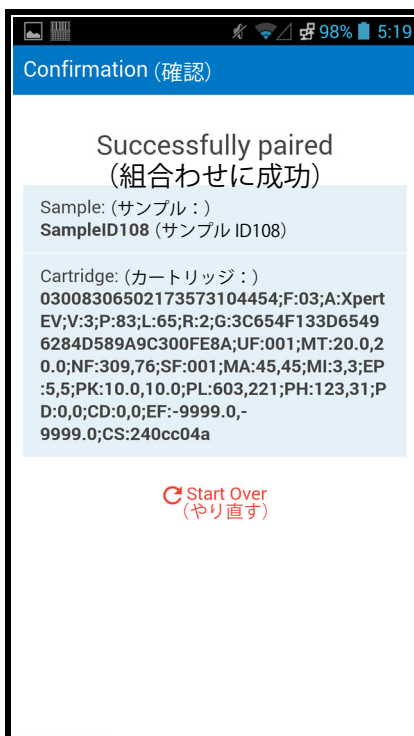 98% 5:19
Confirmation (確認)
Successfully paired
(組合わせに成功)
Sample: (サンプル：)
SampleID108 (サンプル ID108)
Cartridge: (カートリッジ：)
03008306502173573104454;F:03;A:Xpert
EV;V:3;P:83;L:65;R:2;G:3C654F133D6549
6284D589A9C300FE8A;UF:001;MT:20.0,2
0.0;NF:309,76;SF:001;MA:45,45;MI:3,3;EP
:5,5;PK:10.0,10.0;PL:603,221;PH:123,31;P
D:0,0;CD:0,0;EF:-9999.0,-
9999.0;CS:240cc04a
Start Over
(やり直す)